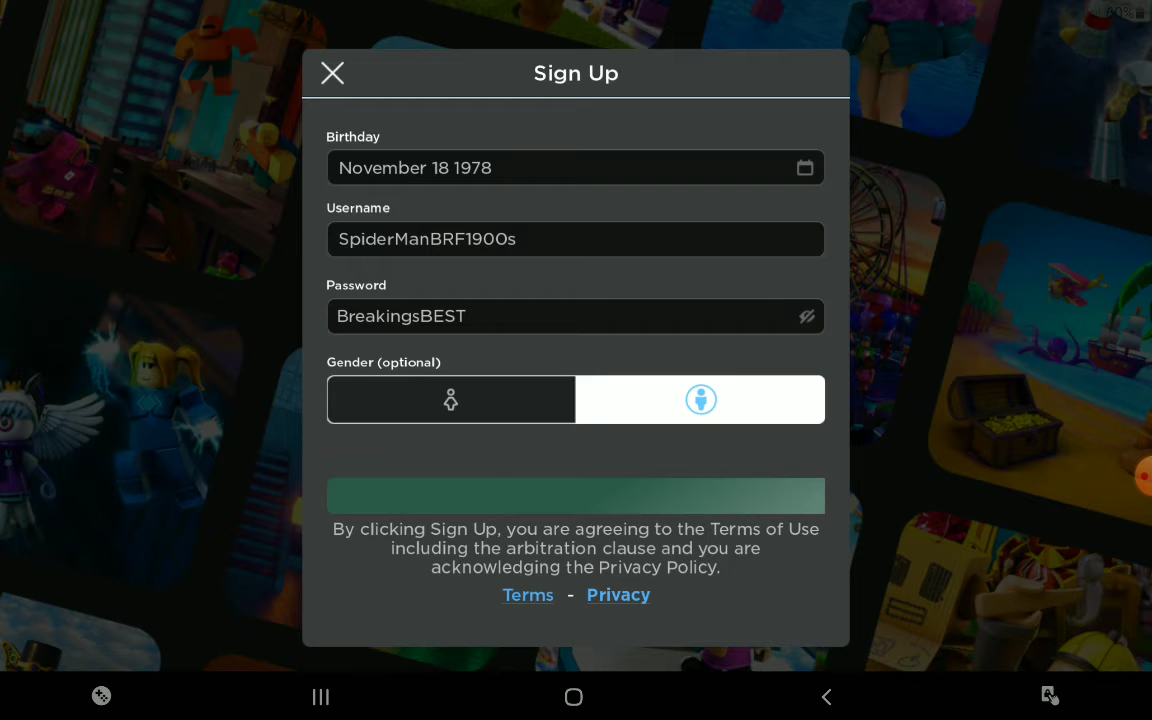 80%
Sign Up
Birthday
November 18 1978
Username
SpiderManBRF1900s
Password
BreakingsBEST
Gender (optional)
By clicking Sign Up, you are agreeing to the Terms of Use
including the arbitration clause and you are
acknowledging the Privacy Policy.
Terms - Privacy